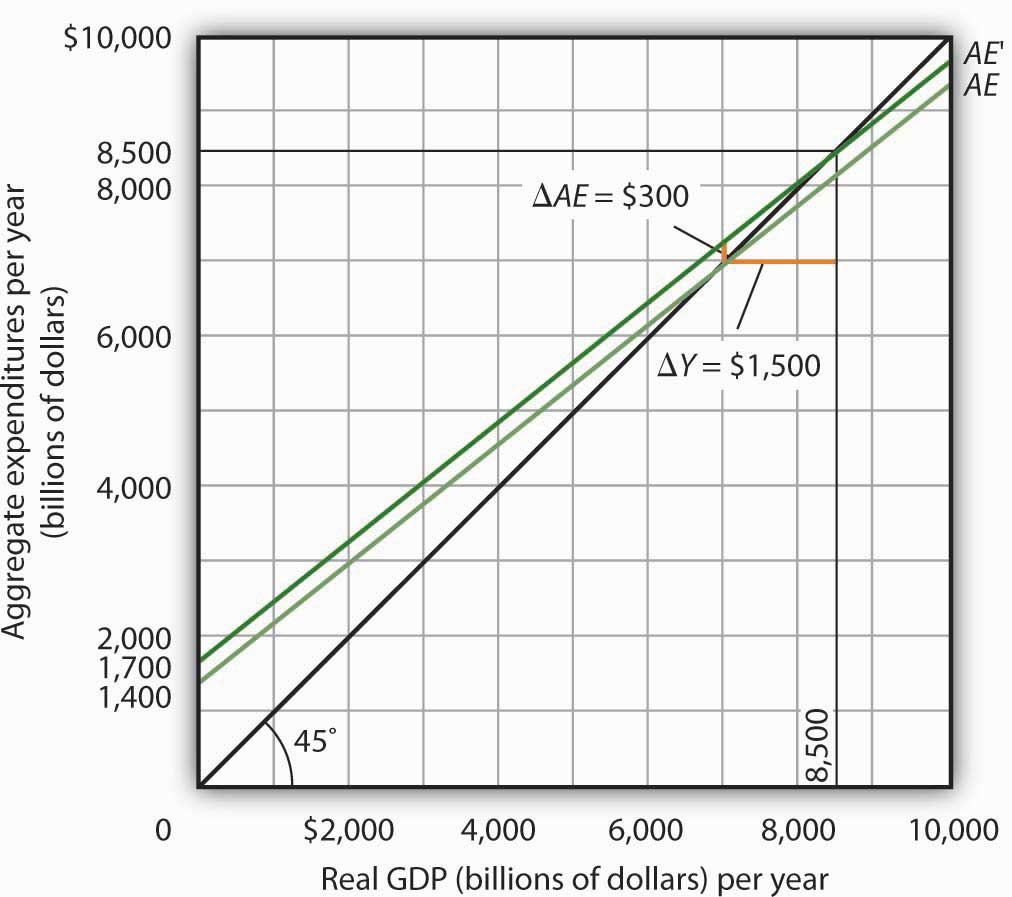 $10,000
AE'
AE
8,500
8,000
ΔAE = $300
6,000
ΔY = $1,500
4,000
2,000
1,700
1,400
45°
8,500
0
$2,000
4,000
6,000
8,000
10,000
Aggregate expenditures per year
(billions of dollars)
Real GDP (billions of dollars) per year